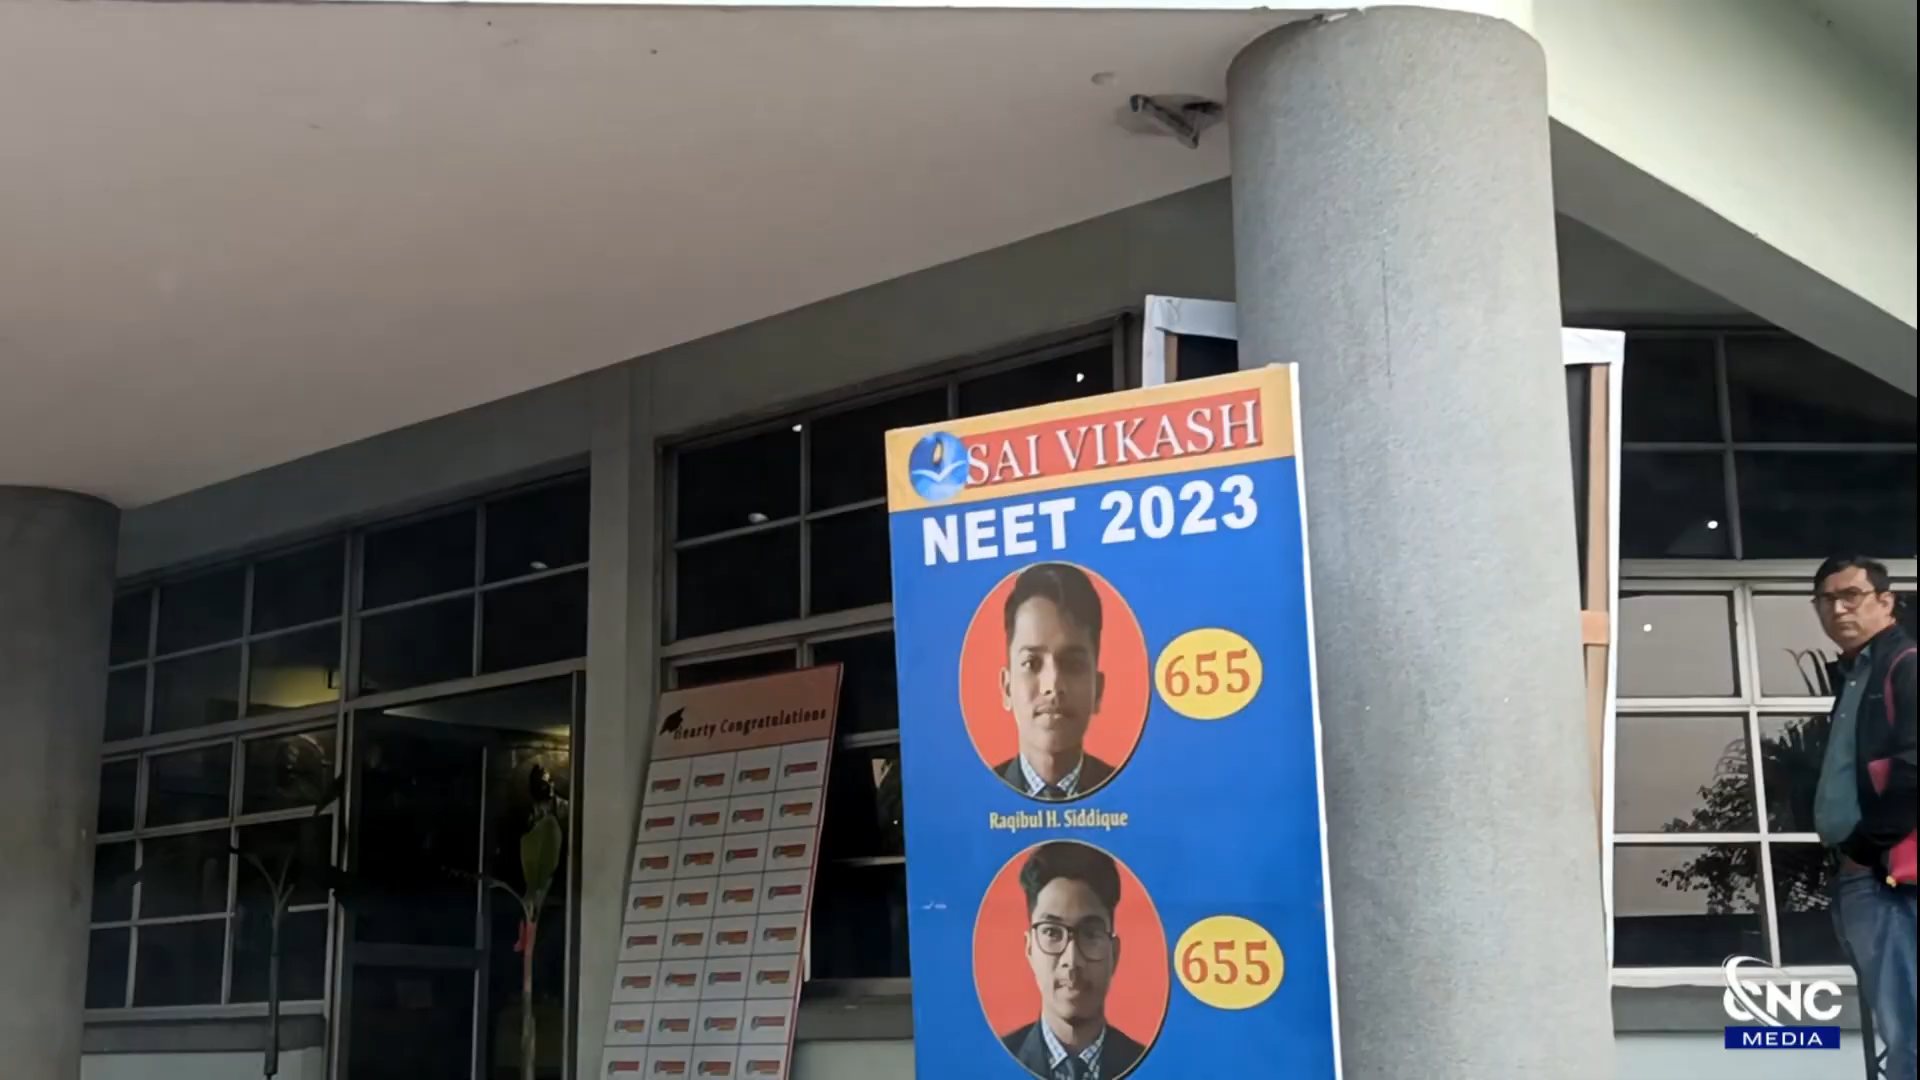 SAI VIKASH
NEET 2023
655
Raqibul H. Siddique
655
Hearty Congratulations
CNC
MEDIA